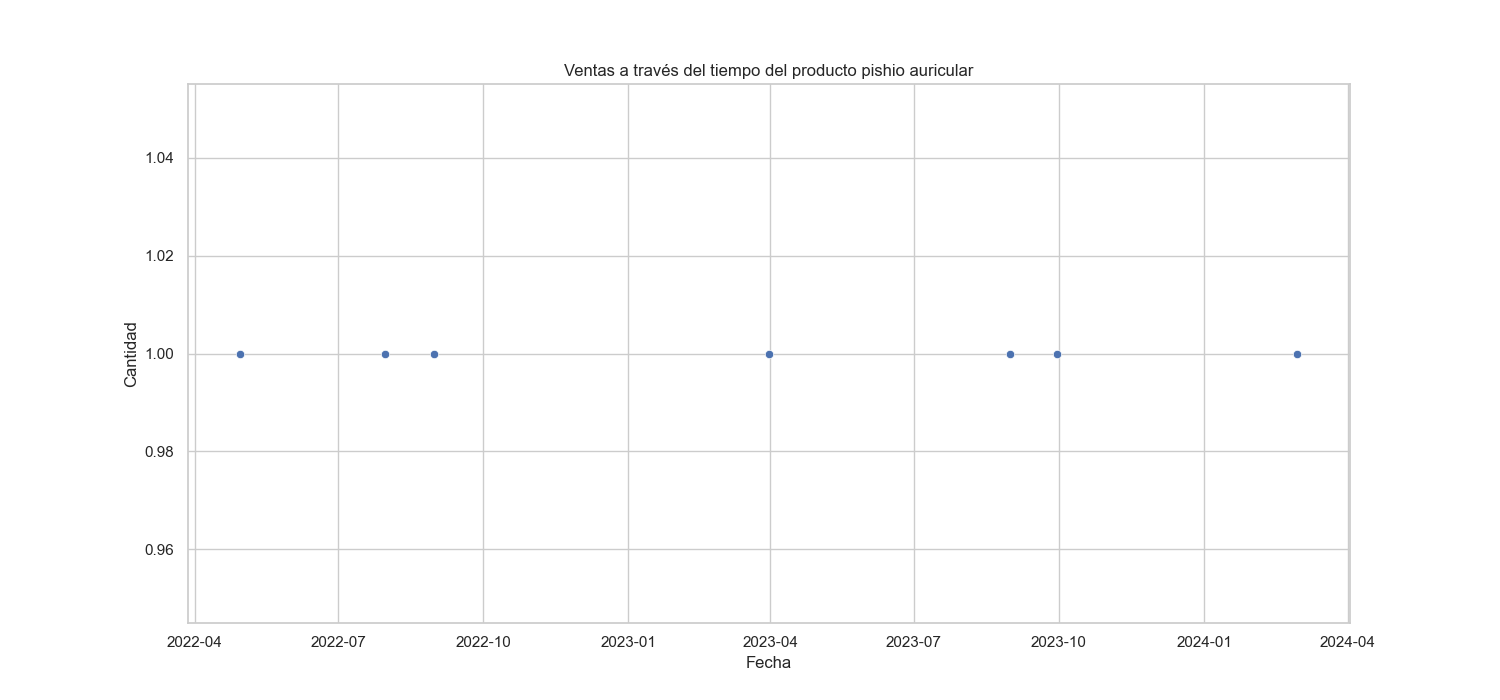 Ventas a través del tiempo del producto pishio auricular
1.04
1.02
1.00
0.98
0.96
Cantidad
2022-04 2022-07 2022-10 2023-01 2023-04 2023-07 2023-10 2024-01 2024-04
Fecha